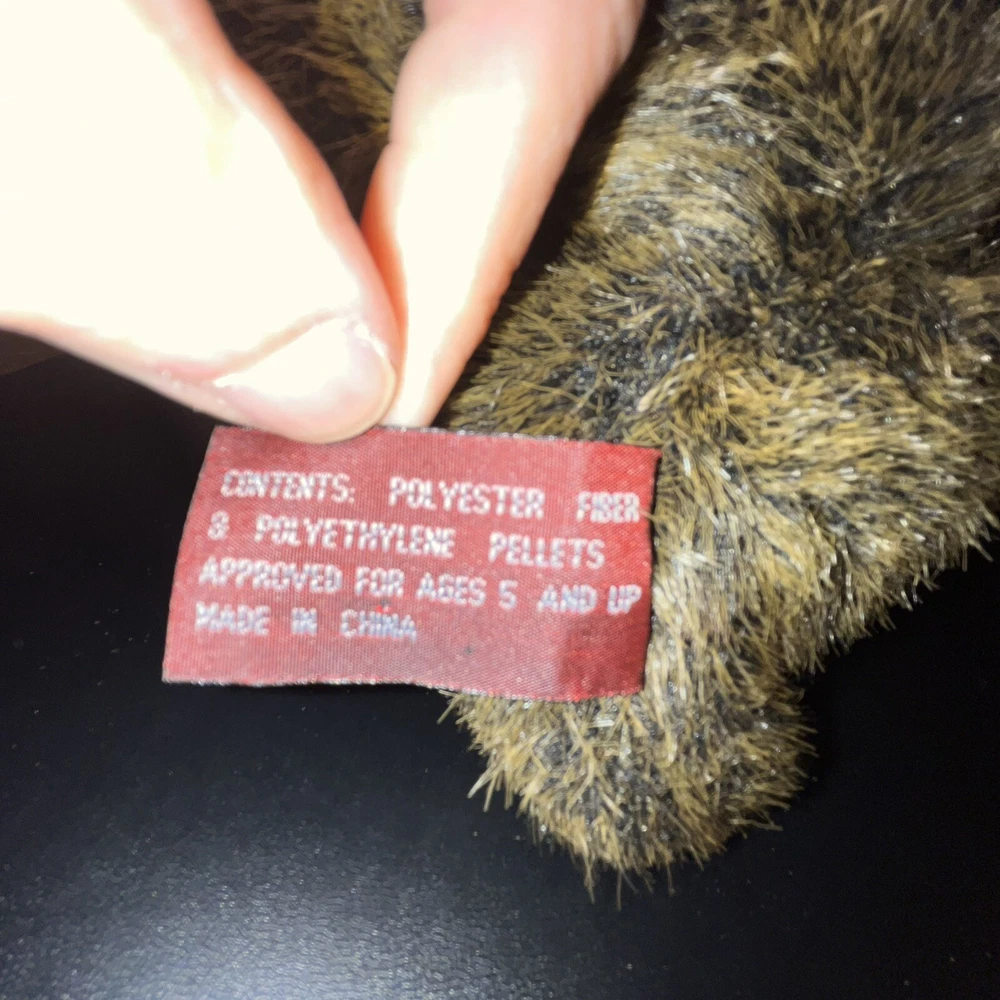 CONTENTS: POLYESTER FIBER
& POLYETHYLENE PELLETS
APPROVED FOR AGES 5 AND UP
MADE IN CHINA